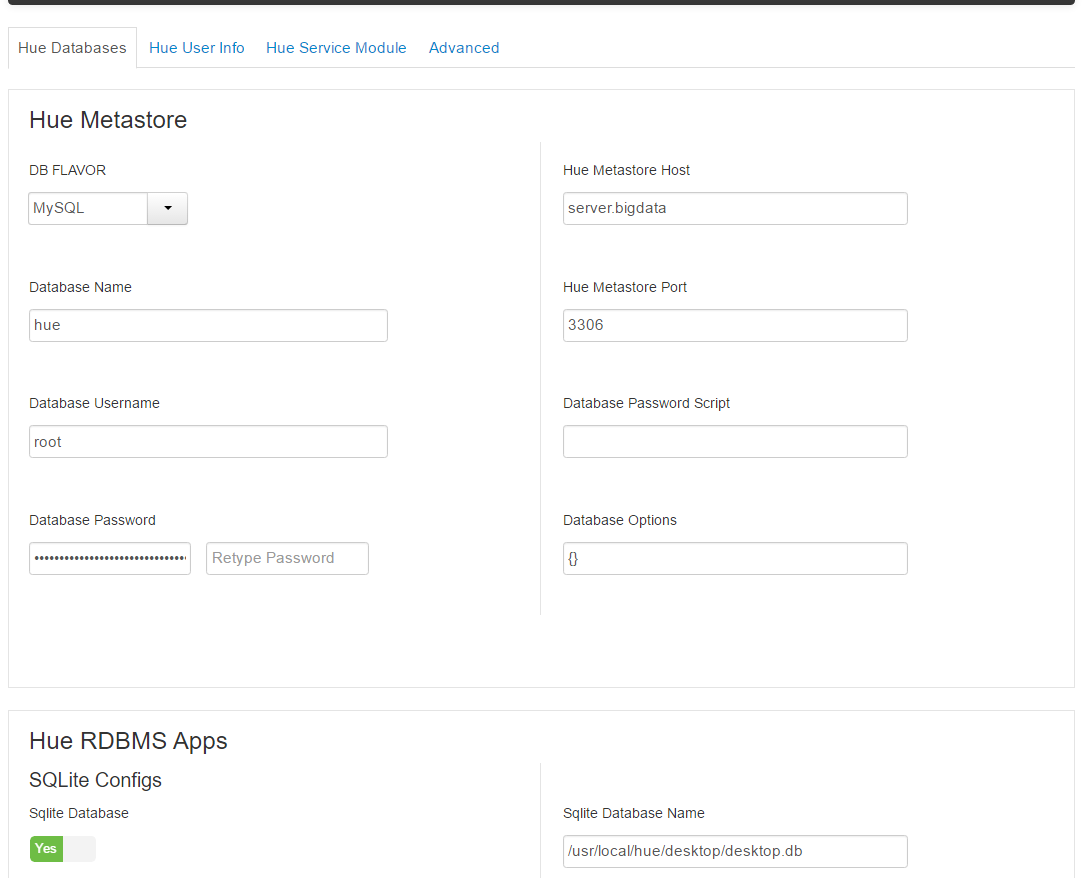 Hue Databases Hue User Info Hue Service Module Advanced
Hue Metastore
DB FLAVOR
MySQL
Database Name
hue
Database Username
root
Database Password
••••••••••••••••••••••••••••••• Retype Password
Hue Metastore Host
server.bigdata
Hue Metastore Port
3306
Database Password Script
Database Options
{}
Hue RDBMS Apps
SQLite Configs
Sqlite Database
Yes
Sqlite Database Name
/usr/local/hue/desktop/desktop.db